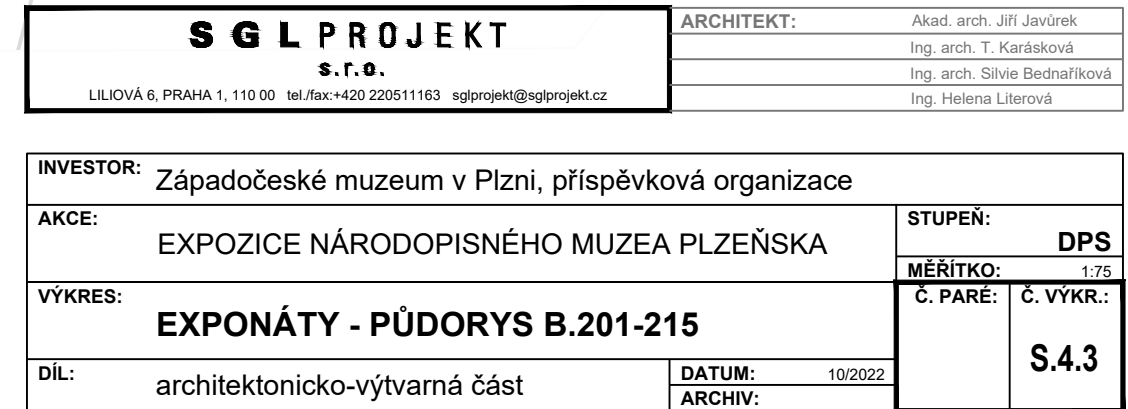 SGL PROJEKT
s.r.o.
LILIOVÁ 6, PRAHA 1, 110 00 tel./fax:+420 220511163 sglprojekt@sglprojekt.cz
ARCHITEKT: Akad. arch. Jiří Javůrek
Ing. arch. T. Karásková
Ing. arch. Silvie Bednaříková
Ing. Helena Literová
INVESTOR: Západočeské muzeum v Plzni, příspěvková organizace
AKCE: EXPOZICE NÁRODOPISNÉHO MUZEA PLZEŇSKA
STUPEŇ: DPS
MĚŘÍTKO: 1:75
VÝKRES: EXPONÁTY - PŮDORYS B.201-215
Č. PARÉ: Č. VÝKR.:
S.4.3
DÍL: architektonicko-výtvarná část
DATUM: 10/2022
ARCHIV: